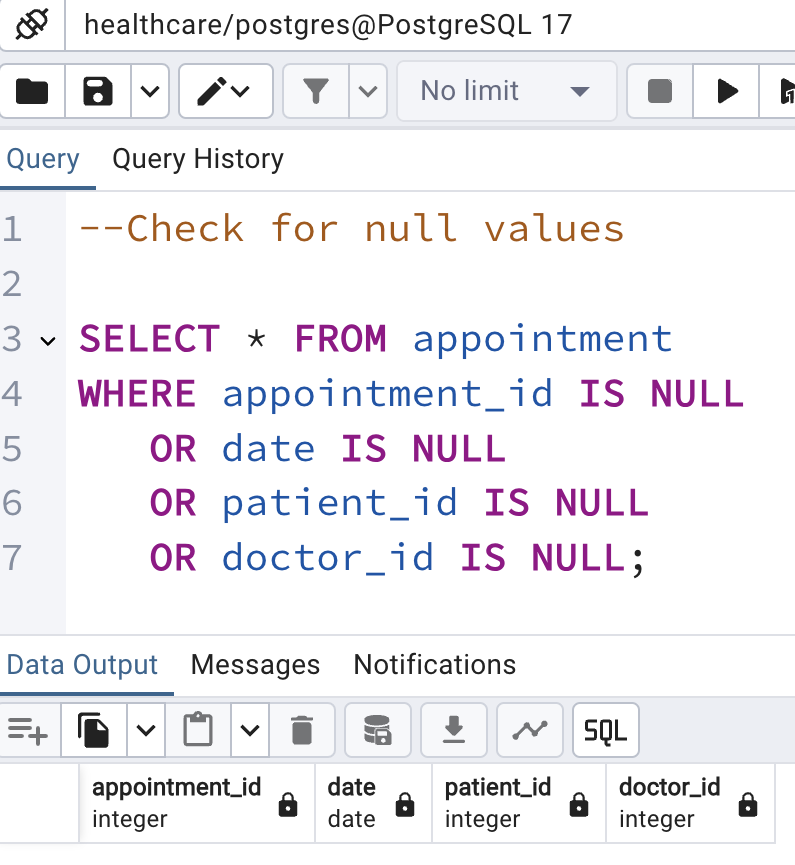 healthcare/postgres@PostgreSQL 17
No limit
Query Query History
1 --Check for null values
2
3 SELECT * FROM appointment
4 WHERE appointment_id IS NULL
5 OR date IS NULL
6 OR patient_id IS NULL
7 OR doctor_id IS NULL;
Data Output Messages Notifications
SQL
appointment_id date patient_id doctor_id
integer date integer integer